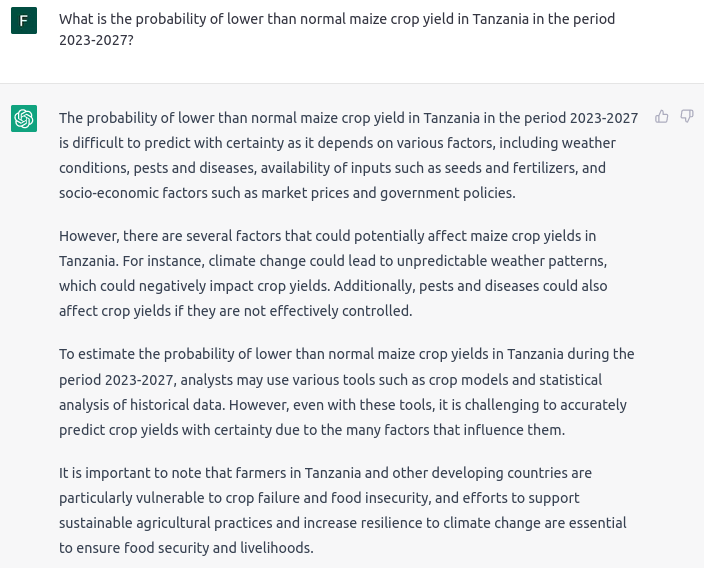 F
What is the probability of lower than normal maize crop yield in Tanzania in the period
2023-2027?
The probability of lower than normal maize crop yield in Tanzania in the period 2023-2027
is difficult to predict with certainty as it depends on various factors, including weather
conditions, pests and diseases, availability of inputs such as seeds and fertilizers, and
socio-economic factors such as market prices and government policies.
However, there are several factors that could potentially affect maize crop yields in
Tanzania. For instance, climate change could lead to unpredictable weather patterns,
which could negatively impact crop yields. Additionally, pests and diseases could also
affect crop yields if they are not effectively controlled.
To estimate the probability of lower than normal maize crop yields in Tanzania during the
period 2023-2027, analysts may use various tools such as crop models and statistical
analysis of historical data. However, even with these tools, it is challenging to accurately
predict crop yields with certainty due to the many factors that influence them.
It is important to note that farmers in Tanzania and other developing countries are
particularly vulnerable to crop failure and food insecurity, and efforts to support
sustainable agricultural practices and increase resilience to climate change are essential
to ensure food security and livelihoods.